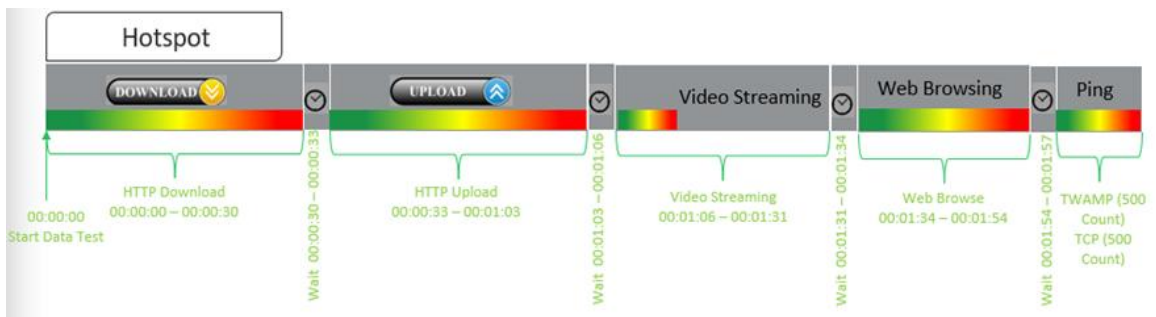 Hotspot
DOWNLOAD
UPLOAD
Video Streaming
Web Browsing
Ping
00:00:00
Start Data Test
HTTP Download
00:00:00 – 00:00:30
Wait 00:00:30 – 00:00:33
HTTP Upload
00:00:33 – 00:01:03
Wait 00:01:03 – 00:01:06
Video Streaming
00:01:06 – 00:01:31
Wait 00:01:31 – 00:01:34
Web Browse
00:01:34 – 00:01:54
Wait 00:01:54 – 00:01:57
TWAMP (500
Count)
TCP (500
Count)